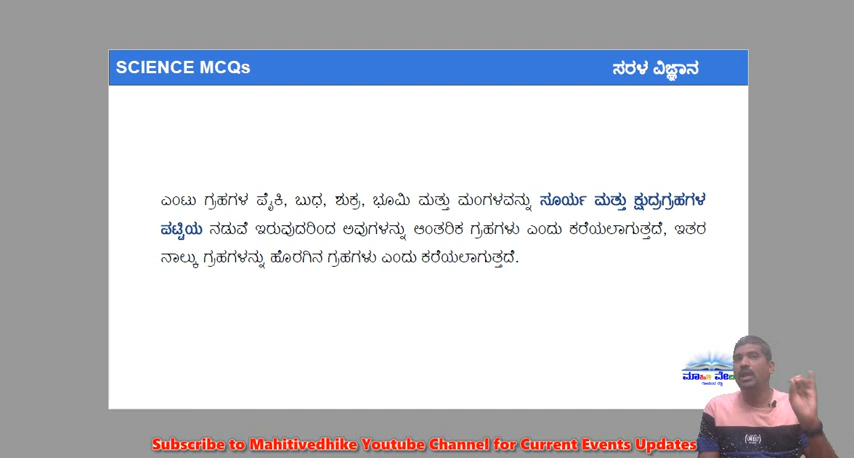 SCIENCE MCQs
ಸರಳ ವಿಜ್ಞಾನ
ಎಂಟು ಗ್ರಹಗಳ ಪೈಕಿ, ಬುಧ, ಶುಕ್ರ, ಭೂಮಿ ಮತ್ತು ಮಂಗಳವನ್ನು ಸೂರ್ಯ ಮತ್ತು ಕ್ಷುದ್ರಗ್ರಹಗಳ
ಪಟ್ಟಿಯ ನಡುವೆ ಇರುವುದರಿಂದ ಅವುಗಳನ್ನು ಆಂತರಿಕ ಗ್ರಹಗಳು ಎಂದು ಕರೆಯಲಾಗುತ್ತದೆ, ಇತರ
ನಾಲ್ಕು ಗ್ರಹಗಳನ್ನು ಹೊರಗಿನ ಗ್ರಹಗಳು ಎಂದು ಕರೆಯಲಾಗುತ್ತದೆ.
ಮಾಹಿತಿ
Subscribe to Mahitivedhike Youtube Channel for Current Events Updates